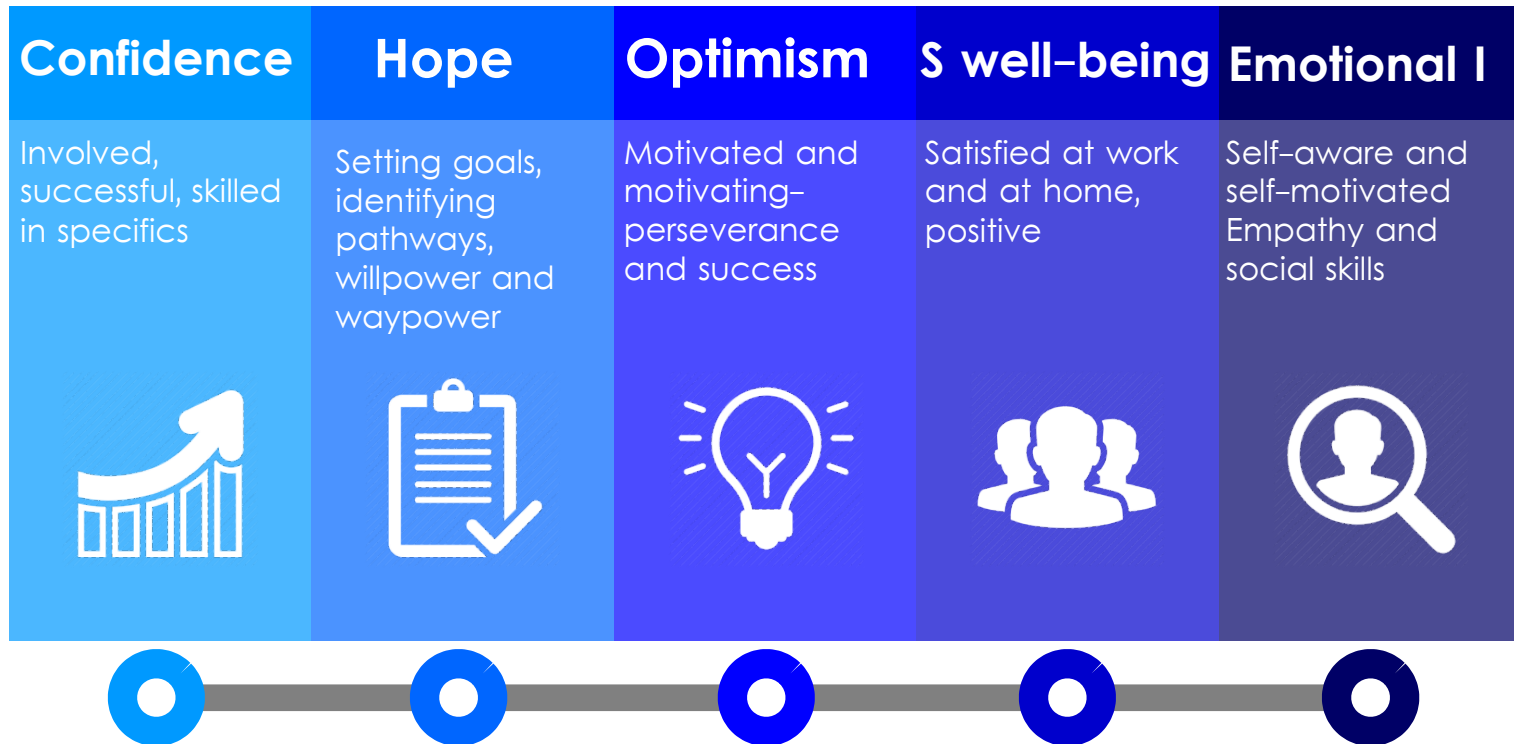 Confidence
Involved,
successful, skilled
in specifics
Hope
Setting goals,
identifying
pathways,
willpower and
waypower
Optimism
Motivated and
motivating-
perseverance
and success
S well-being
Satisfied at work
and at home,
positive
Emotional I
Self-aware and
self-motivated
Empathy and
social skills